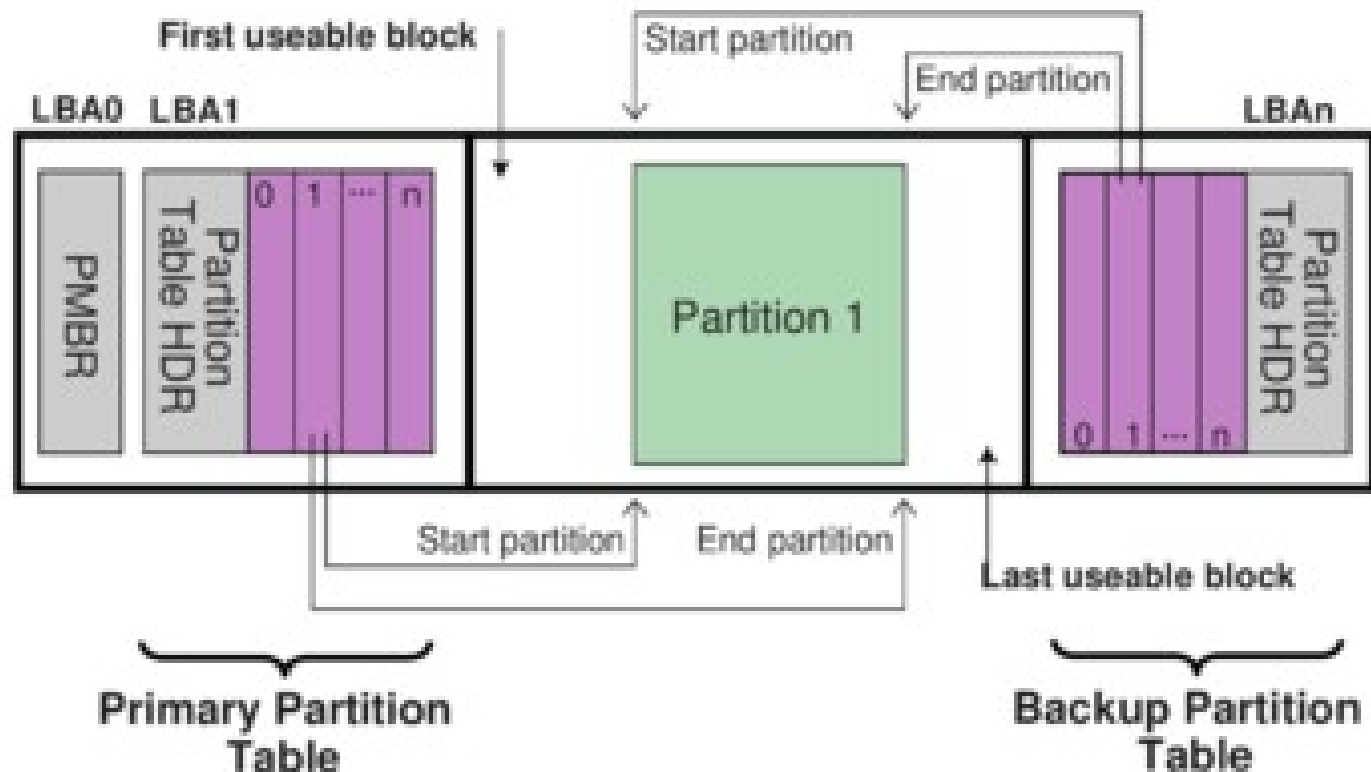 First useable block
Start partition
End partition
LBA0
LBA1
LBAn
PMBR
Partition
Table HDR
0
1
...
n
Partition 1
0
1
...
n
Partition
Table HDR
Start partition
End partition
Last useable block
Primary Partition
Table
Backup Partition
Table